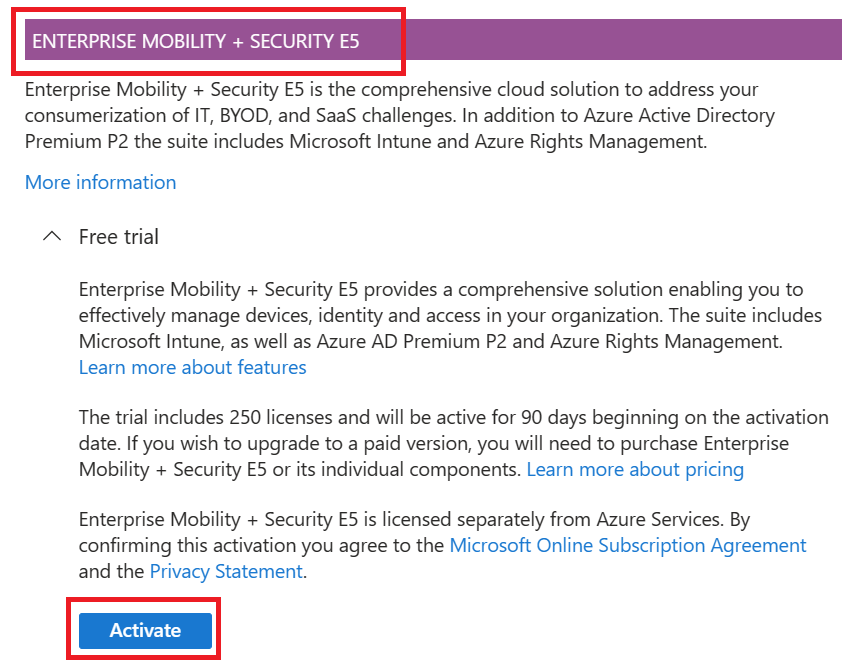 ENTERPRISE MOBILITY + SECURITY E5
Enterprise Mobility + Security E5 is the comprehensive cloud solution to address your
consumerization of IT, BYOD, and SaaS challenges. In addition to Azure Active Directory
Premium P2 the suite includes Microsoft Intune and Azure Rights Management.
More information
Free trial
Enterprise Mobility + Security E5 provides a comprehensive solution enabling you to
effectively manage devices, identity and access in your organization. The suite includes
Microsoft Intune, as well as Azure AD Premium P2 and Azure Rights Management.
Learn more about features
The trial includes 250 licenses and will be active for 90 days beginning on the activation
date. If you wish to upgrade to a paid version, you will need to purchase Enterprise
Mobility + Security E5 or its individual components. Learn more about pricing
Enterprise Mobility + Security E5 is licensed separately from Azure Services. By
confirming this activation you agree to the Microsoft Online Subscription Agreement
and the Privacy Statement.
Activate